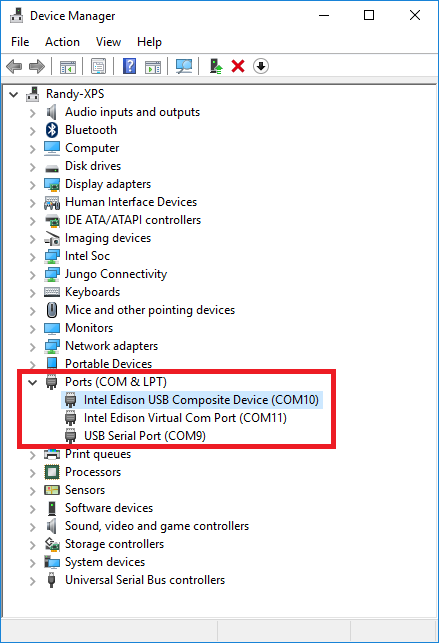 Device Manager
File Action View Help
Randy-XPS
Audio inputs and outputs
Bluetooth
Computer
Disk drives
Display adapters
Human Interface Devices
IDE ATA/ATAPI controllers
Imaging devices
Intel Soc
Jungo Connectivity
Keyboards
Mice and other pointing devices
Monitors
Network adapters
Portable Devices
Ports (COM & LPT)
Intel Edison USB Composite Device (COM10)
Intel Edison Virtual Com Port (COM11)
USB Serial Port (COM9)
Print queues
Processors
Sensors
Software devices
Sound, video and game controllers
Storage controllers
System devices
Universal Serial Bus controllers